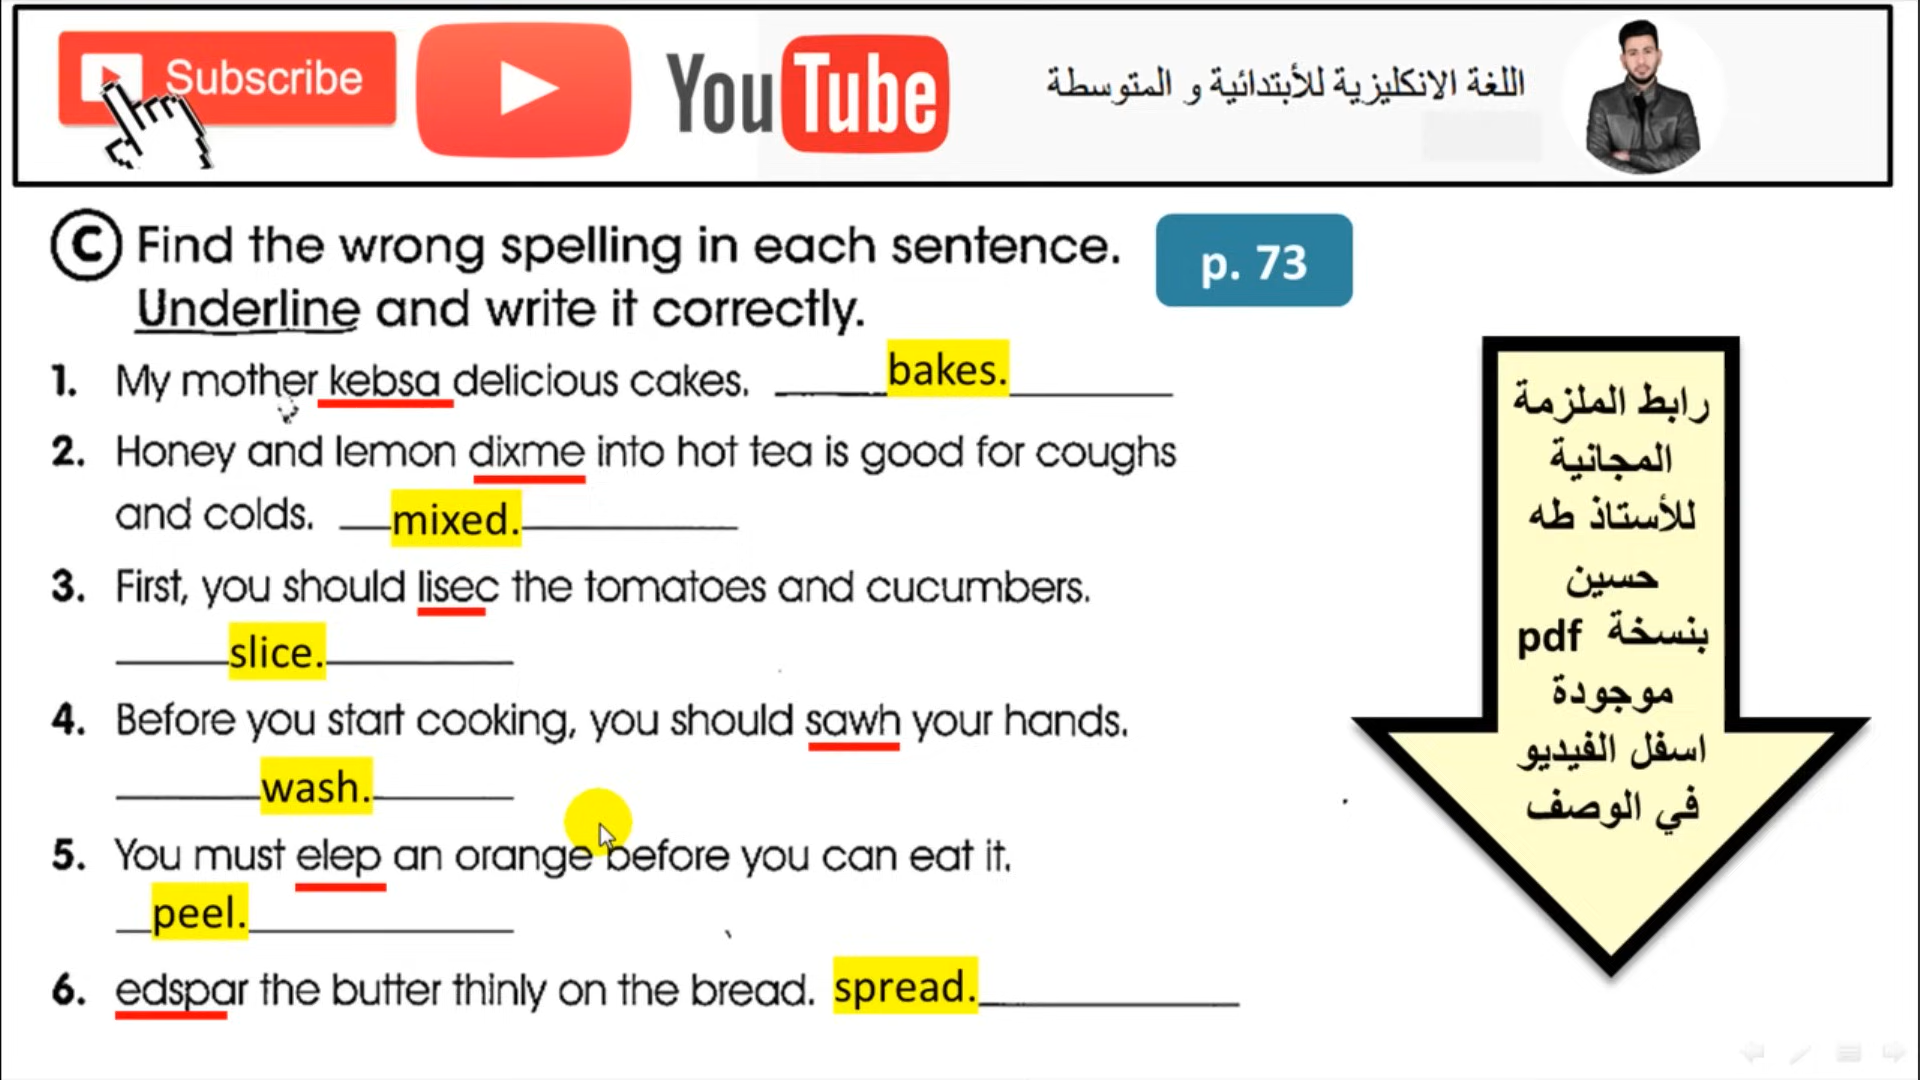 Subscribe
YouTube
اللغة الانكليزية للأبتدائية و المتوسطة
C Find the wrong spelling in each sentence.
Underline and write it correctly.
p. 73
1. My mother kebsa delicious cakes. bakes.
2. Honey and lemon dixme into hot tea is good for coughs
and colds. mixed.
3. First, you should lisec the tomatoes and cucumbers.
slice.
4. Before you start cooking, you should sawh your hands.
wash.
5. You must elep an orange before you can eat it.
peel.
6. edspar the butter thinly on the bread. spread.
رابط الملزمة
المجانية
للأستاذ طه
حسين
بنسخة pdf
موجودة
اسفل الفيديو
في الوصف